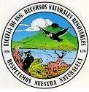 ESCUELA DE ING. RECURSOS NATURALES RENOVABLES
RESPETEMOS NUESTRA NATURALEZA